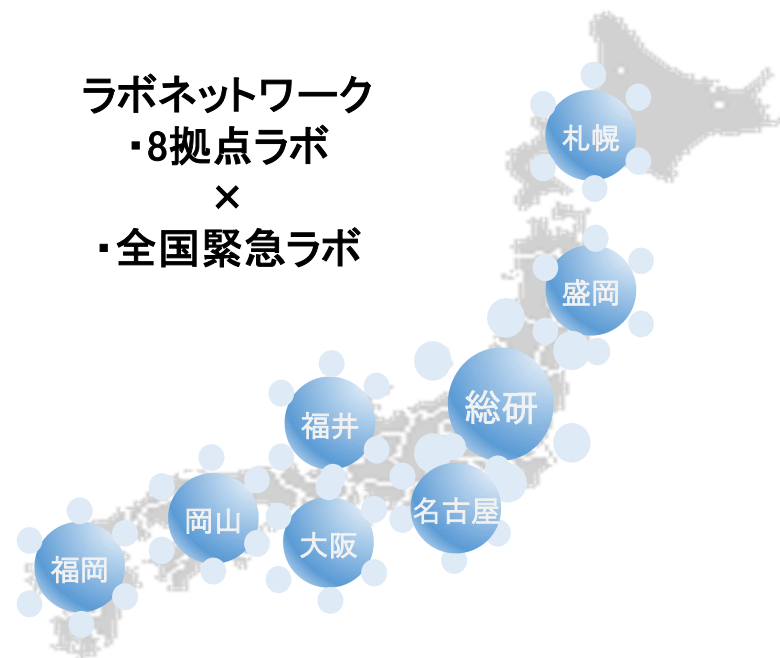 ラボネットワーク
・8拠点ラボ
×
・全国緊急ラボ
札幌
盛岡
総研
福井
名古屋
岡山
大阪
福岡